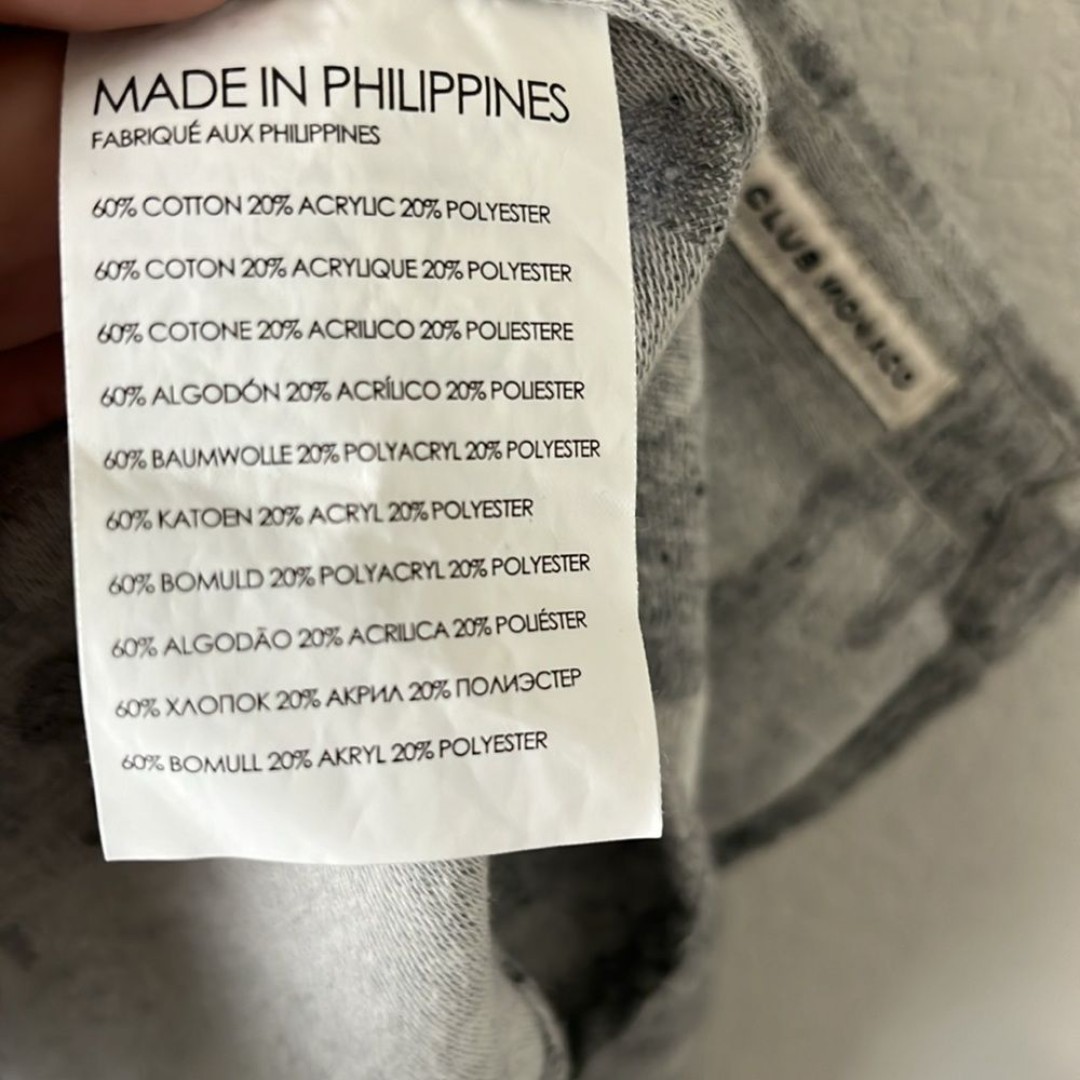 MADE IN PHILIPPINES
FABRIQUÉ AUX PHILIPPINES
60% COTTON 20% ACRYLIC 20% POLYESTER
60% COTON 20% ACRYLIQUE 20% POLYESTER
60% COTONE 20% ACRILICO 20% POLIESTERE
60% ALGODÓN 20% ACRÍLICO 20% POLIESTER
60% BAUMWOLLE 20% POLYACRYL 20% POLYESTER
60% KATOEN 20% ACRYL 20% POLYESTER
60% BOMULD 20% POLYACRYL 20% POLYESTER
60% ALGODÃO 20% ACRILICA 20% POLIÉSTER
60% ХЛОПОК 20% АКРИЛ 20% ПОЛИЭСТЕР
60% BOMULL 20% AKRYL 20% POLYESTER
CLUB MONACO